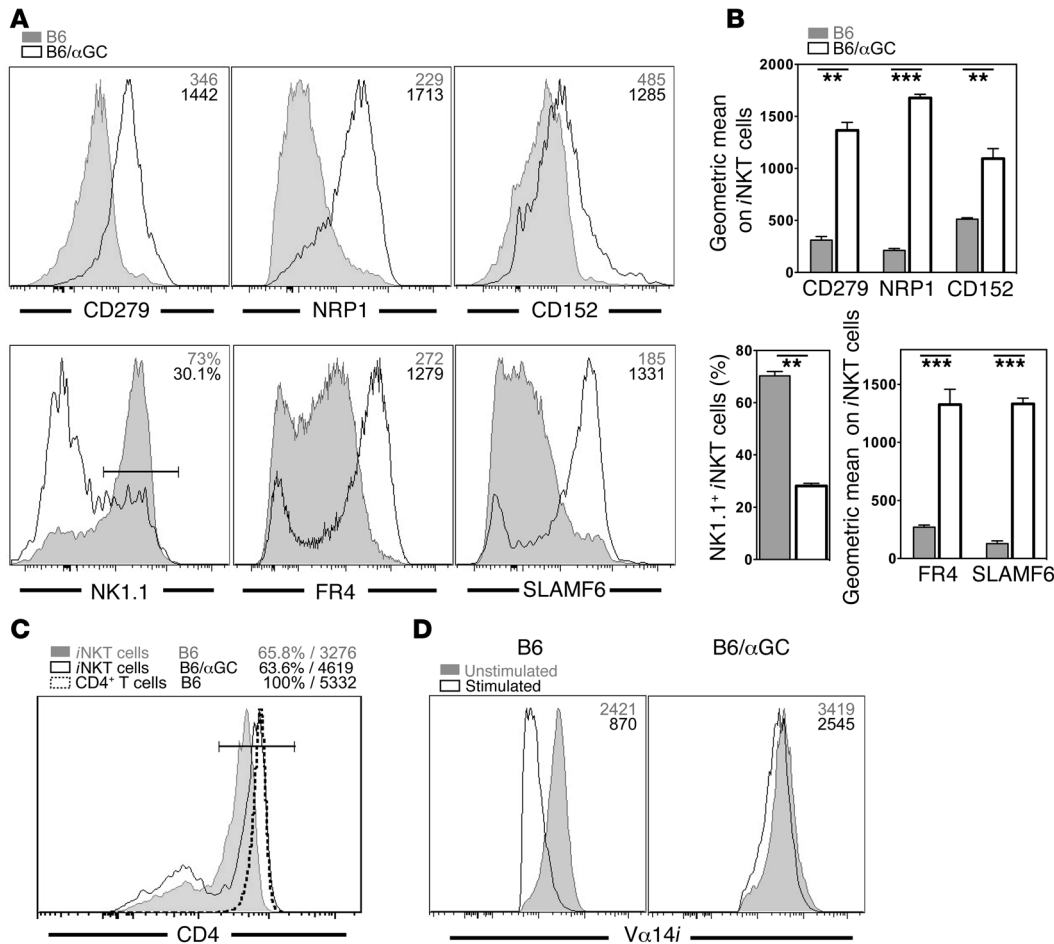 A
B6
B6/αGC
346
1442
229
1713
485
1285
CD279
NRP1
CD152
73%
30.1%
272
1279
185
1331
NK1.1
FR4
SLAMF6
B
B6
B6/αGC
Geometric mean
on iNKT cells
2000
1500
1000
500
0
**
***
**
CD279 NRP1 CD152
NK1.1⁺ iNKT cells (%)
80
60
40
20
0
**
Geometric mean on iNKT cells
1500
1000
500
0
***
***
FR4 SLAMF6
C
iNKT cells B6 65.8% / 3276
iNKT cells B6/αGC 63.6% / 4619
CD4⁺ T cells B6 100% / 5332
CD4
D
B6
B6/αGC
Unstimulated
Stimulated
2421
870
3419
2545
Vα14i